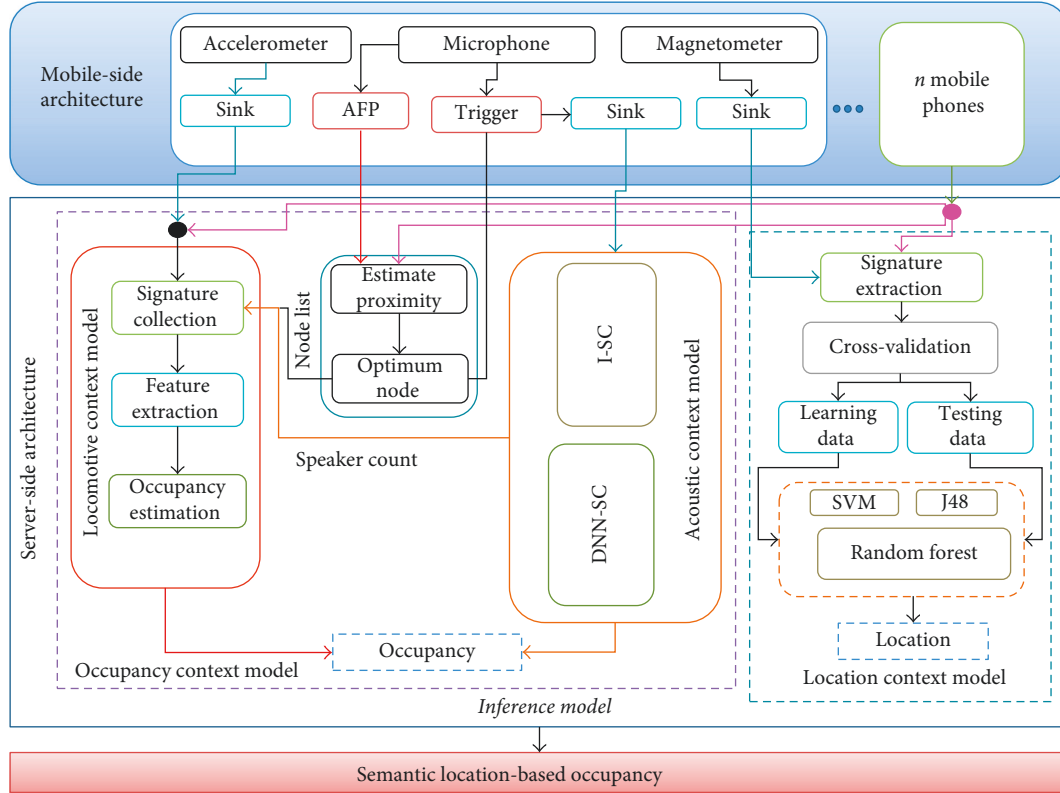 Accelerometer
Microphone
Magnetometer
Mobile-side
architecture
Sink
AFP
Trigger
Sink
Sink
n mobile
phones
Server-side architecture
Locomotive context model
Signature
collection
Feature
extraction
Occupancy
estimation
Node list
Estimate
proximity
Optimum
node
Speaker count
I-SC
DNN-SC
Acoustic context model
Signature
extraction
Cross-validation
Learning
data
Testing
data
SVM
J48
Random forest
Location
Location context model
Occupancy
Occupancy context model
Inference model
Semantic location-based occupancy